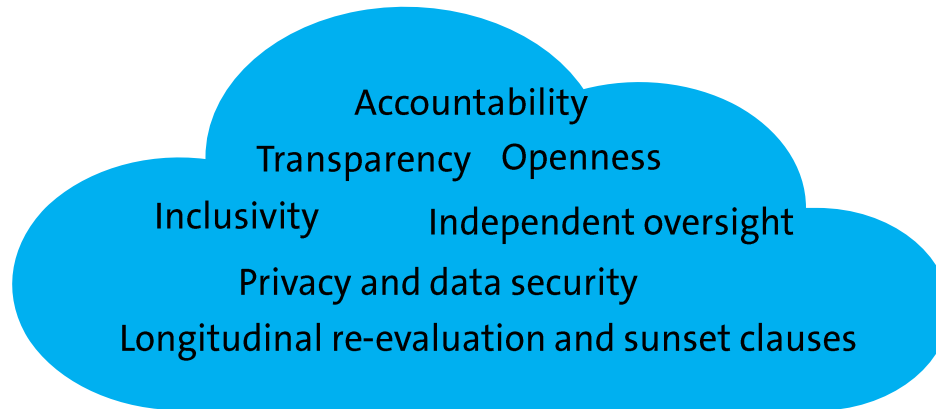 Accountability
Transparency Openness
Inclusivity Independent oversight
Privacy and data security
Longitudinal re-evaluation and sunset clauses